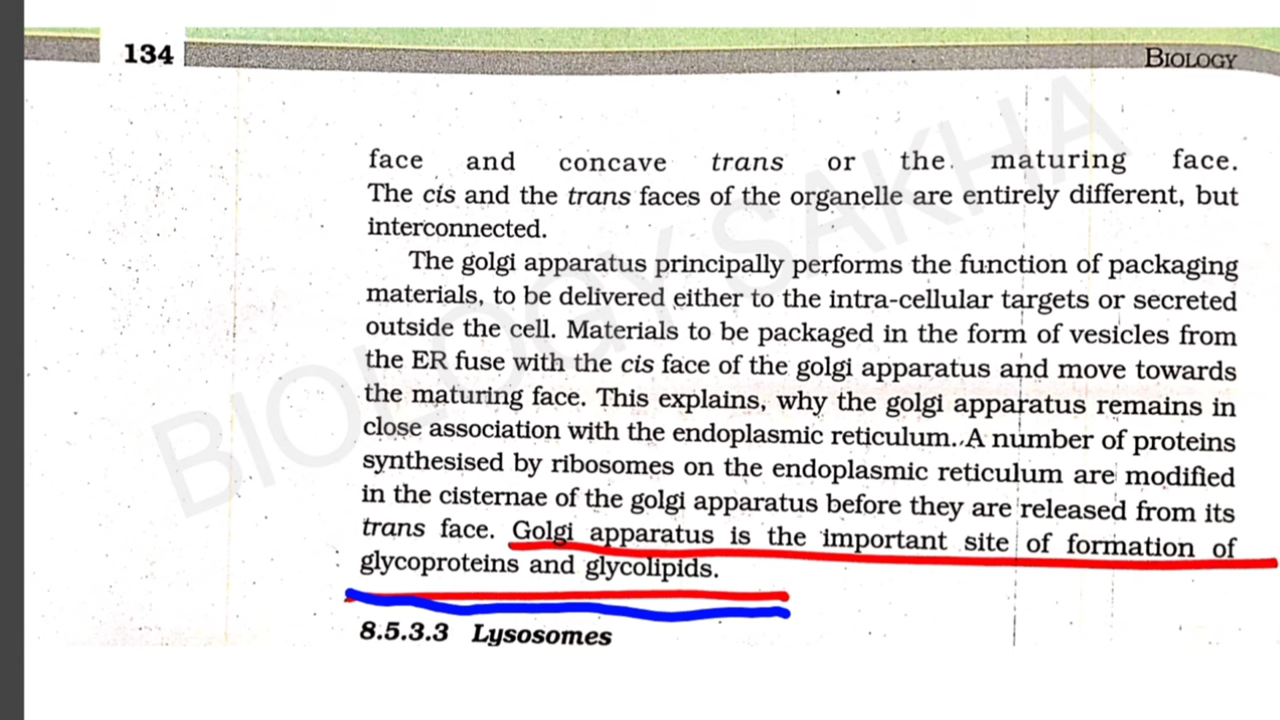 134
BIOLOGY
face and concave trans or the maturing face.
The cis and the trans faces of the organelle are entirely different, but
interconnected.
The golgi apparatus principally performs the function of packaging
materials, to be delivered either to the intra-cellular targets or secreted
outside the cell. Materials to be packaged in the form of vesicles from
the ER fuse with the cis face of the golgi apparatus and move towards
the maturing face. This explains, why the golgi apparatus remains in
close association with the endoplasmic reticulum. A number of proteins
synthesised by ribosomes on the endoplasmic reticulum are modified
in the cisternae of the golgi apparatus before they are released from its
trans face. Golgi apparatus is the important site of formation of
glycoproteins and glycolipids.
8.5.3.3 Lysosomes
BIOLOGY SAKHA